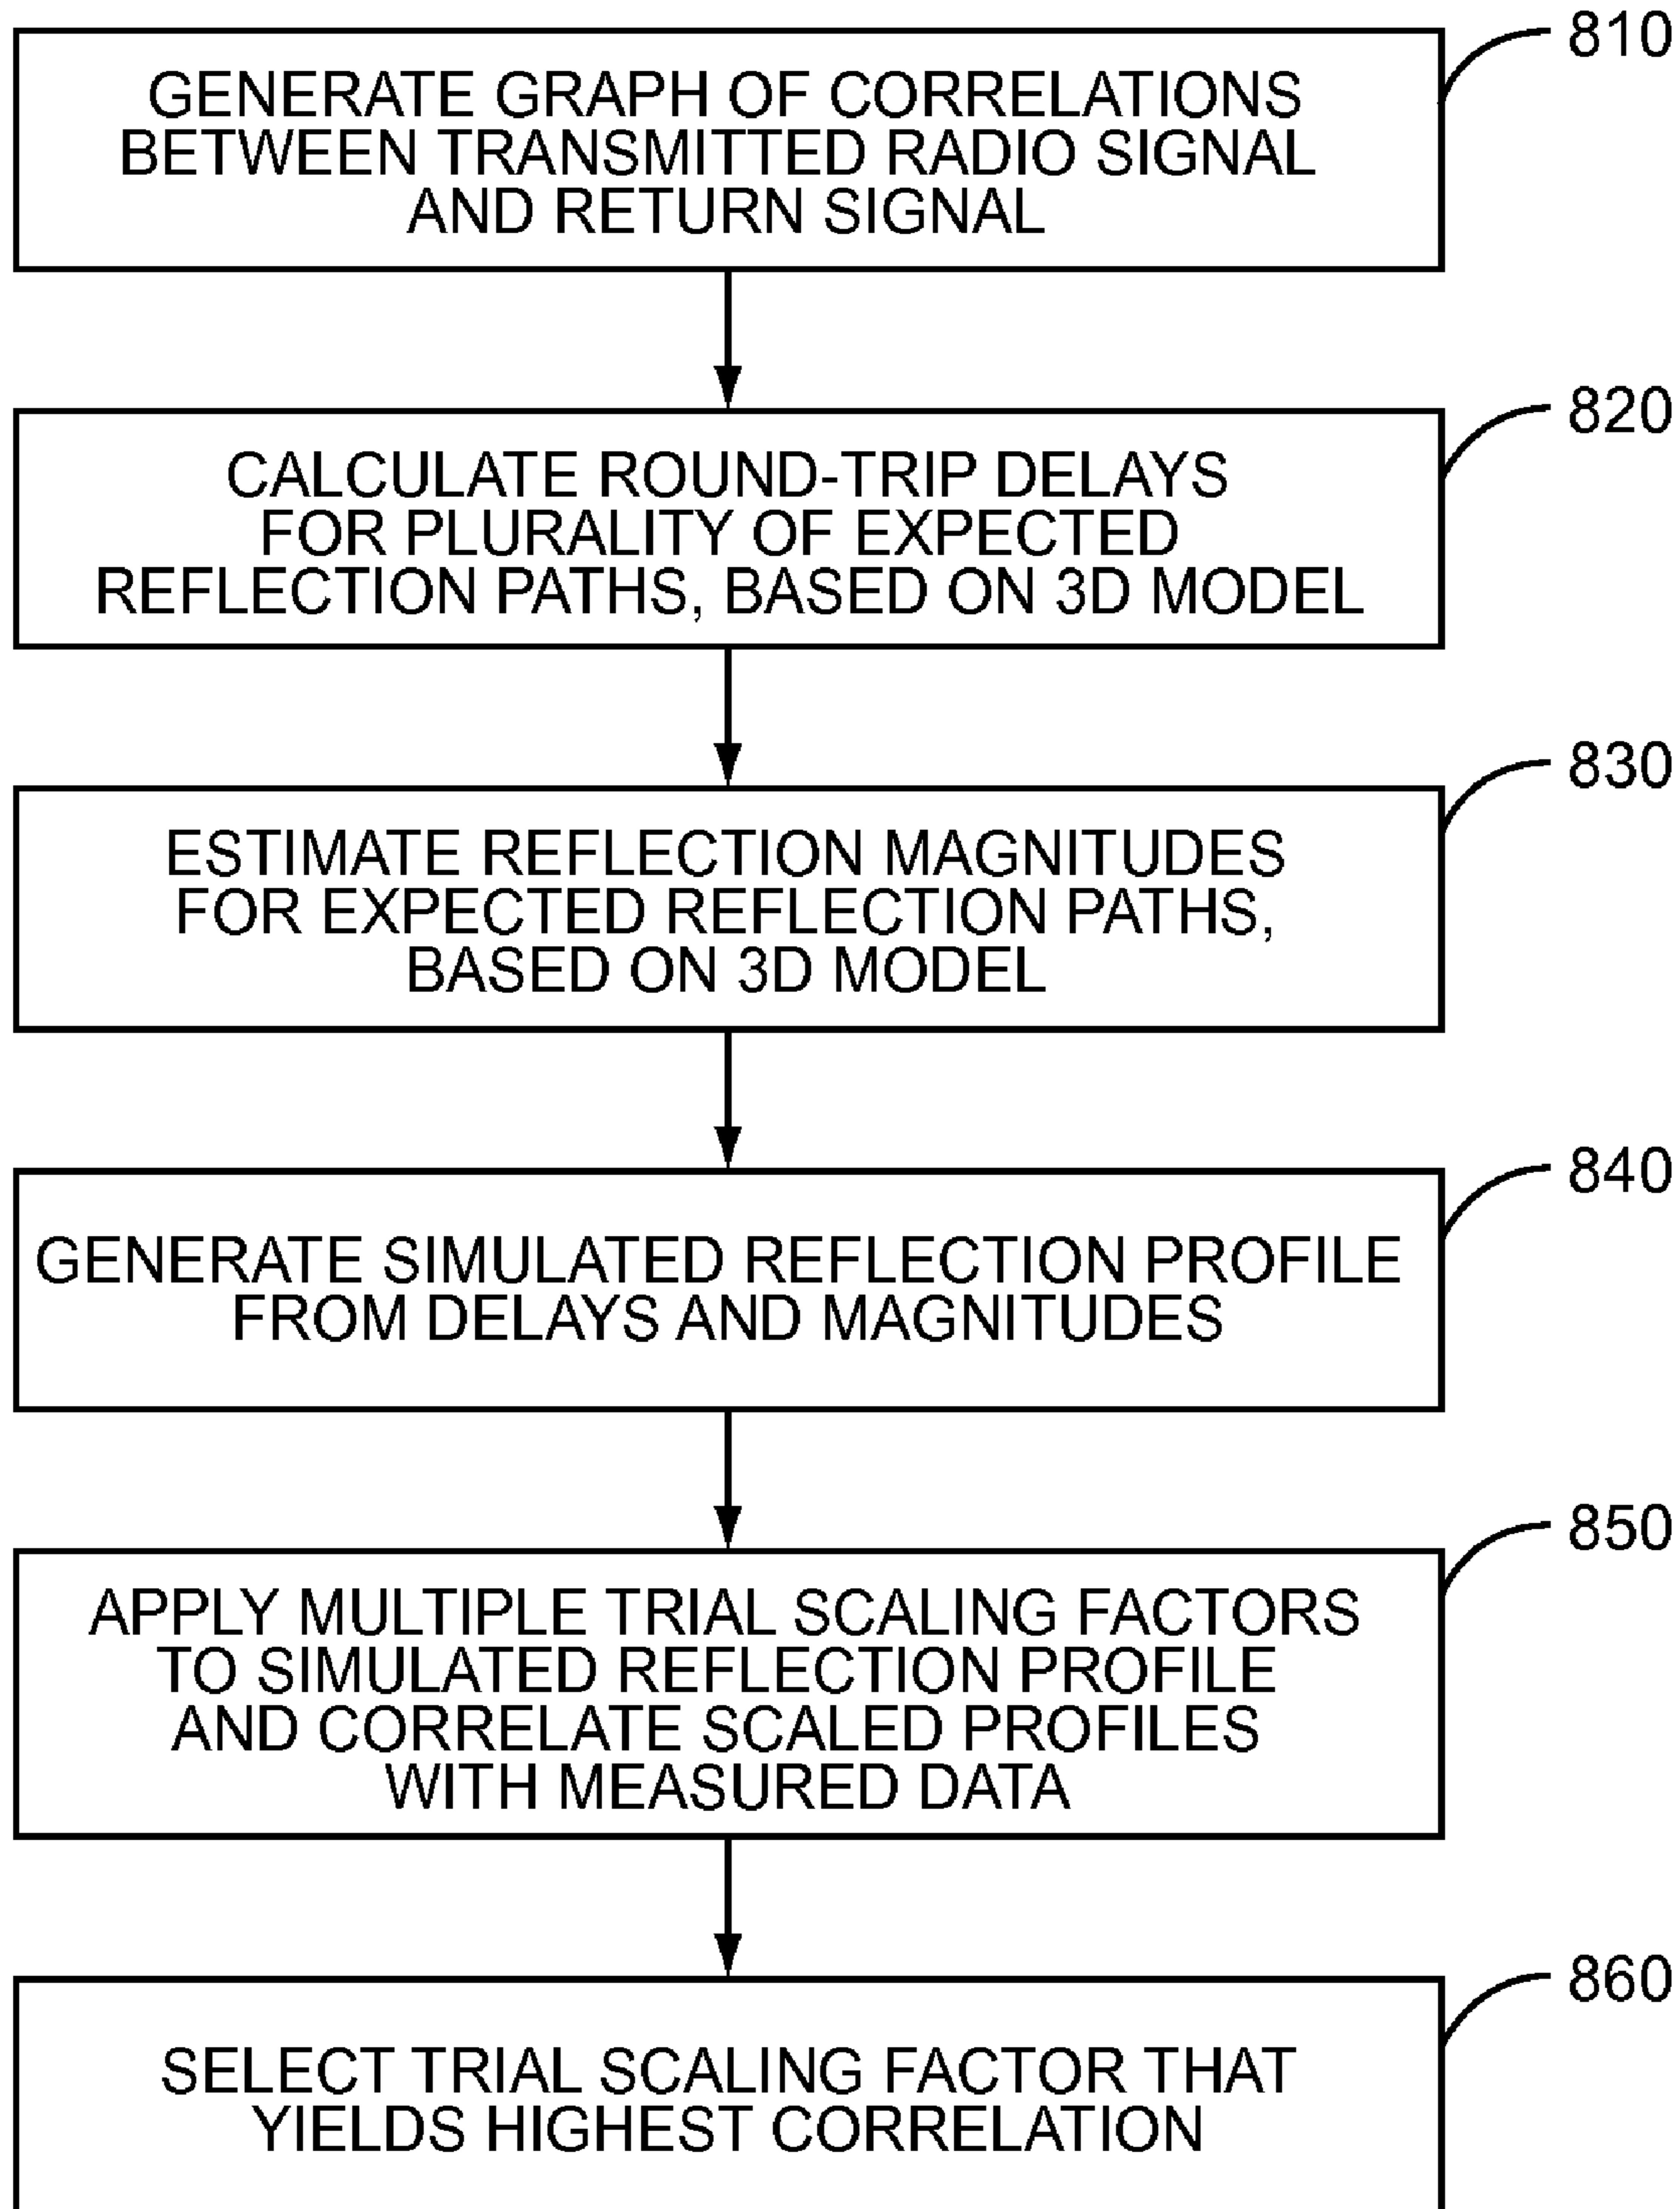 810
GENERATE GRAPH OF CORRELATIONS
BETWEEN TRANSMITTED RADIO SIGNAL
AND RETURN SIGNAL
820
CALCULATE ROUND-TRIP DELAYS
FOR PLURALITY OF EXPECTED
REFLECTION PATHS, BASED ON 3D MODEL
830
ESTIMATE REFLECTION MAGNITUDES
FOR EXPECTED REFLECTION PATHS,
BASED ON 3D MODEL
840
GENERATE SIMULATED REFLECTION PROFILE
FROM DELAYS AND MAGNITUDES
850
APPLY MULTIPLE TRIAL SCALING FACTORS
TO SIMULATED REFLECTION PROFILE
AND CORRELATE SCALED PROFILES
WITH MEASURED DATA
860
SELECT TRIAL SCALING FACTOR THAT
YIELDS HIGHEST CORRELATION